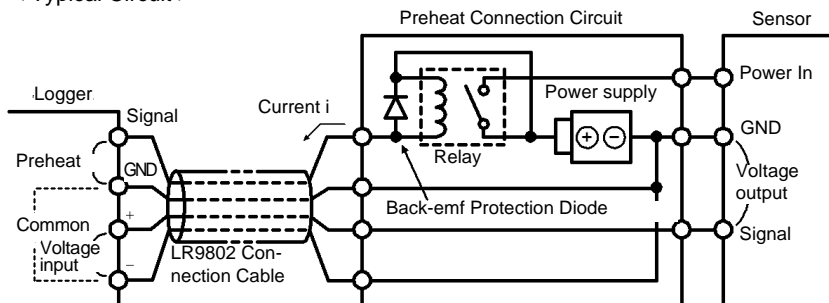 Typical Circuit
Preheat Connection Circuit
Sensor
Logger
Signal
Current i
Power supply
Power In
Preheat
GND
Relay
GND
Voltage
output
Common
+
Voltage
input
−
Back-emf Protection Diode
LR9802 Con-
nection Cable
Signal
+ −